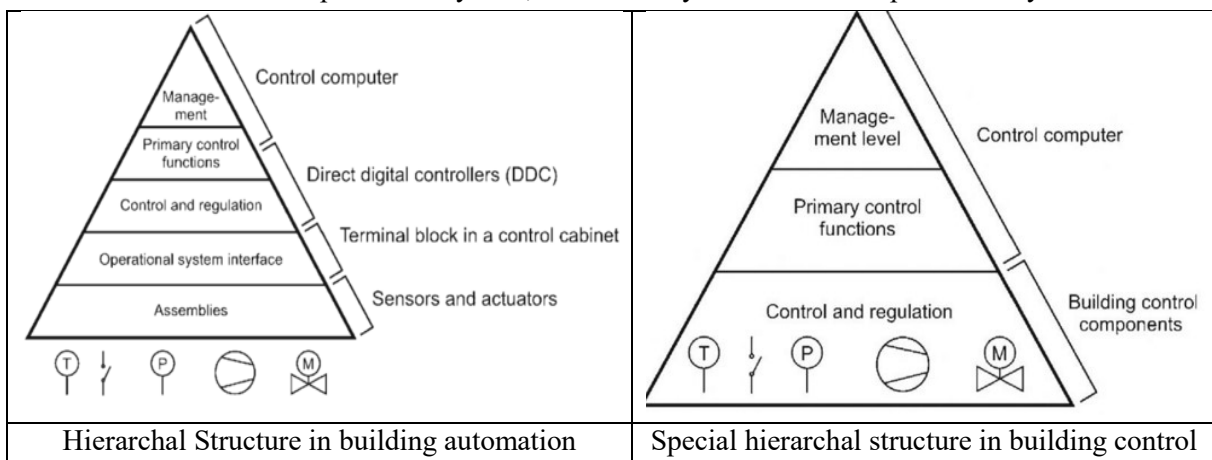 Control computer
Manage-
ment
Primary control
functions
Direct digital controllers (DDC)
Control and regulation
Terminal block in a control cabinet
Operational system interface
Sensors and actuators
Assemblies
T
P
M
Hierarchal Structure in building automation
Manage-
ment level
Control computer
Primary control
functions
Building control
components
Control and regulation
T
P
M
Special hierarchal structure in building control